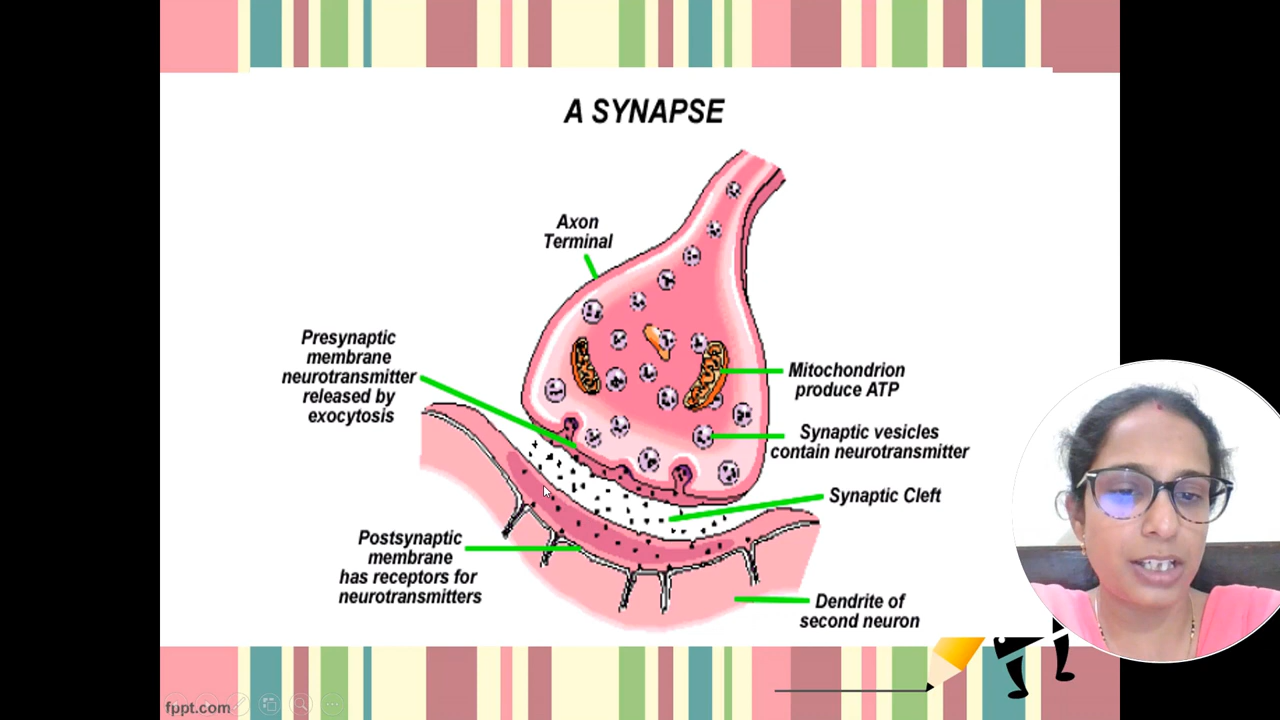 A SYNAPSE
Axon
Terminal
Presynaptic
membrane
neurotransmitter
released by
exocytosis
Mitochondrion
produce ATP
Synaptic vesicles
contain neurotransmitter
Synaptic Cleft
Postsynaptic
membrane
has receptors for
neurotransmitters
Dendrite of
second neuron
fppt.com